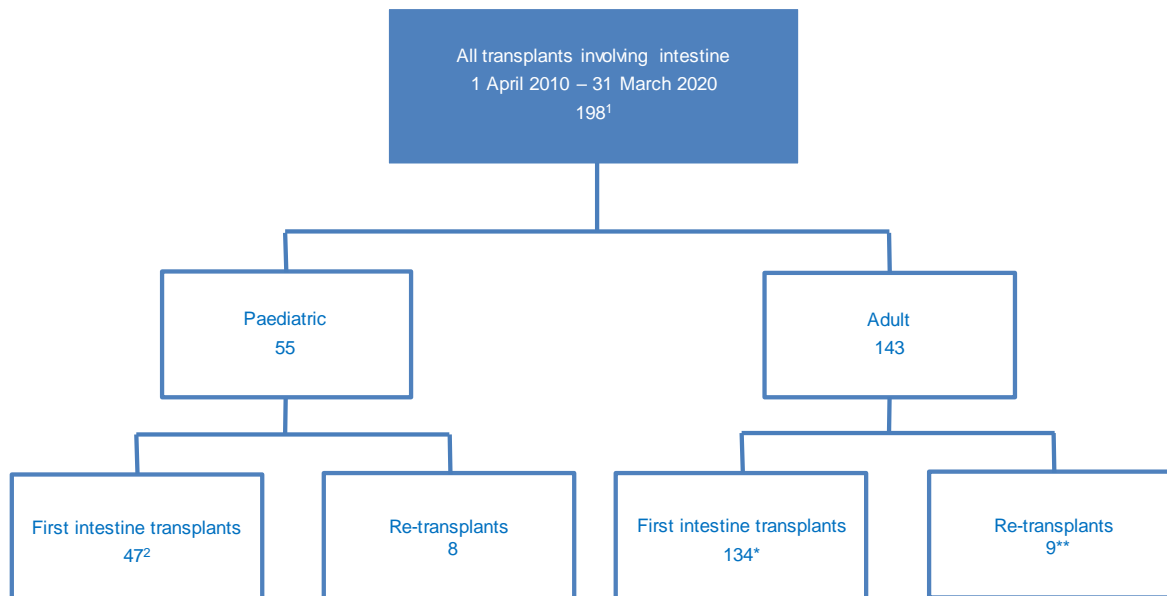 All transplants involving intestine
1 April 2010 – 31 March 2020
198¹
Paediatric
55
Adult
143
First intestine transplants
47²
Re-transplants
8
First intestine transplants
134*
Re-transplants
9**